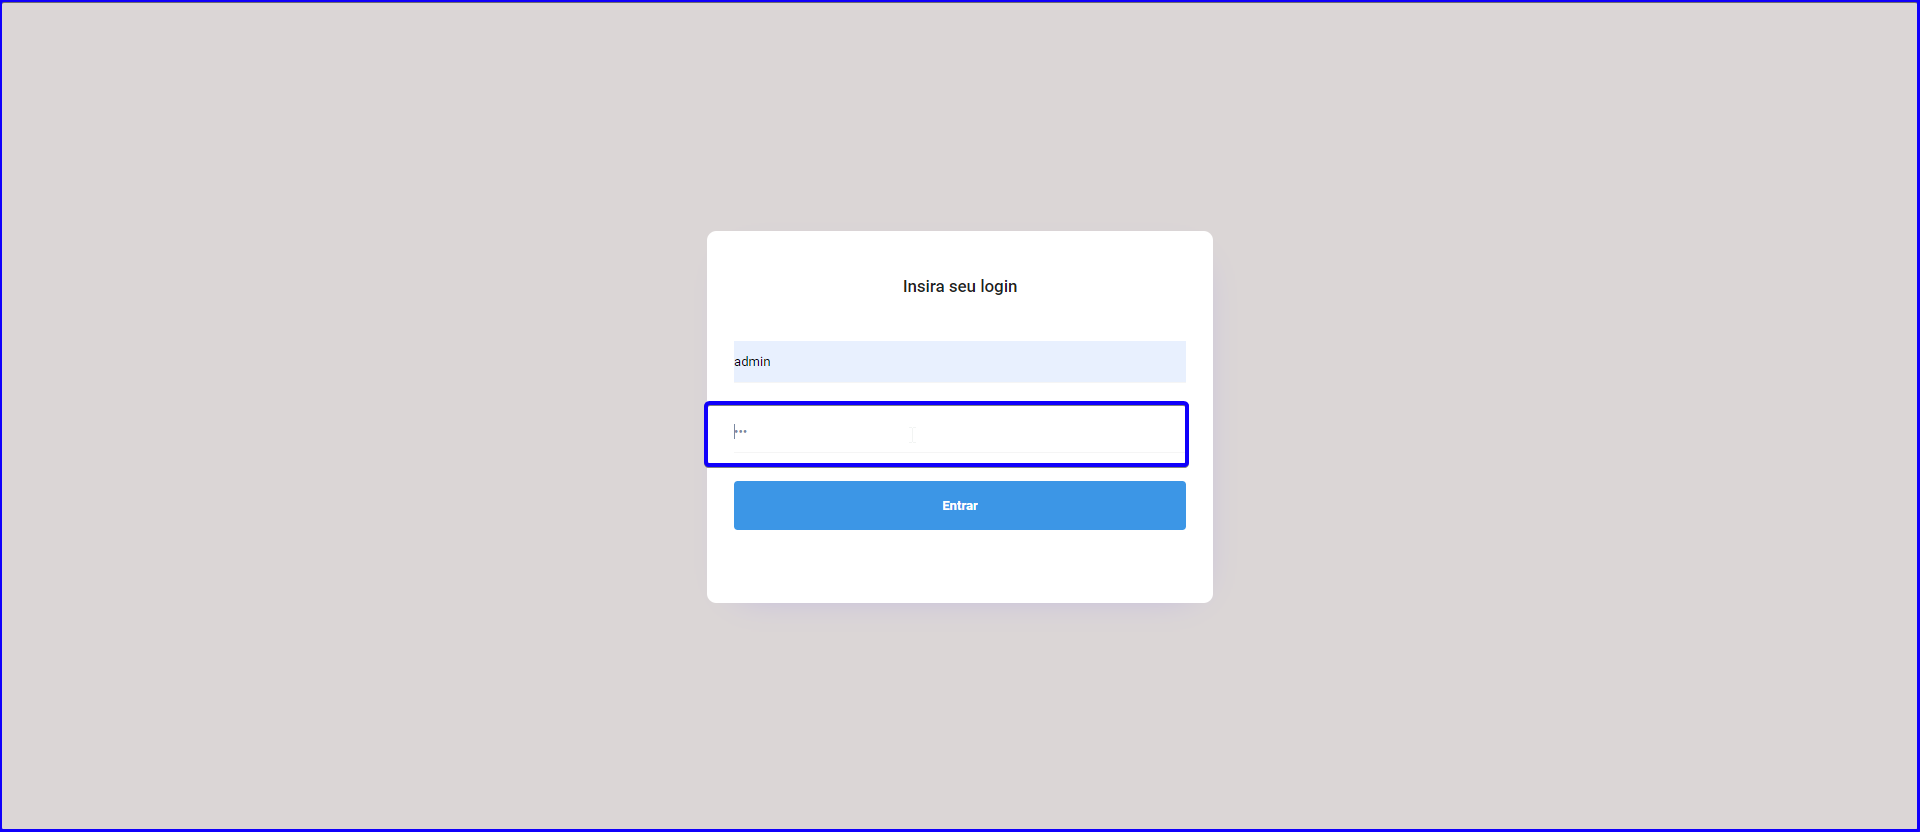 Insira seu login
admin
•••
Entrar